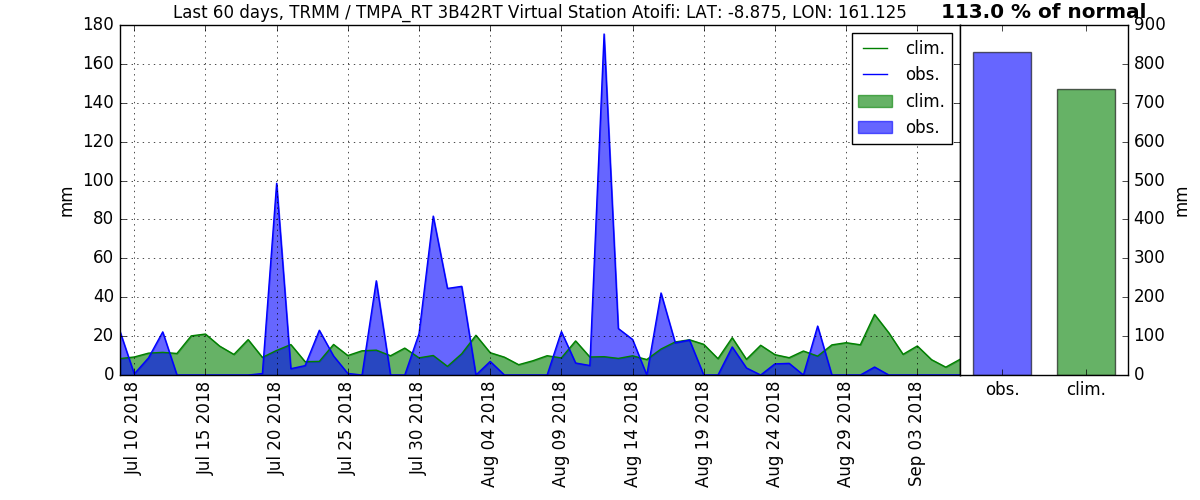 Last 60 days, TRMM / TMPA_RT 3B42RT Virtual Station Atoifi: LAT: -8.875, LON: 161.125
113.0 % of normal
180
160
140
120
100
80
60
40
20
0
mm
clim.
obs.
clim.
obs.
Jul 10 2018
Jul 15 2018
Jul 20 2018
Jul 25 2018
Jul 30 2018
Aug 04 2018
Aug 09 2018
Aug 14 2018
Aug 19 2018
Aug 24 2018
Aug 29 2018
Sep 03 2018
900
800
700
600
500
400
300
200
100
0
mm
obs.
clim.